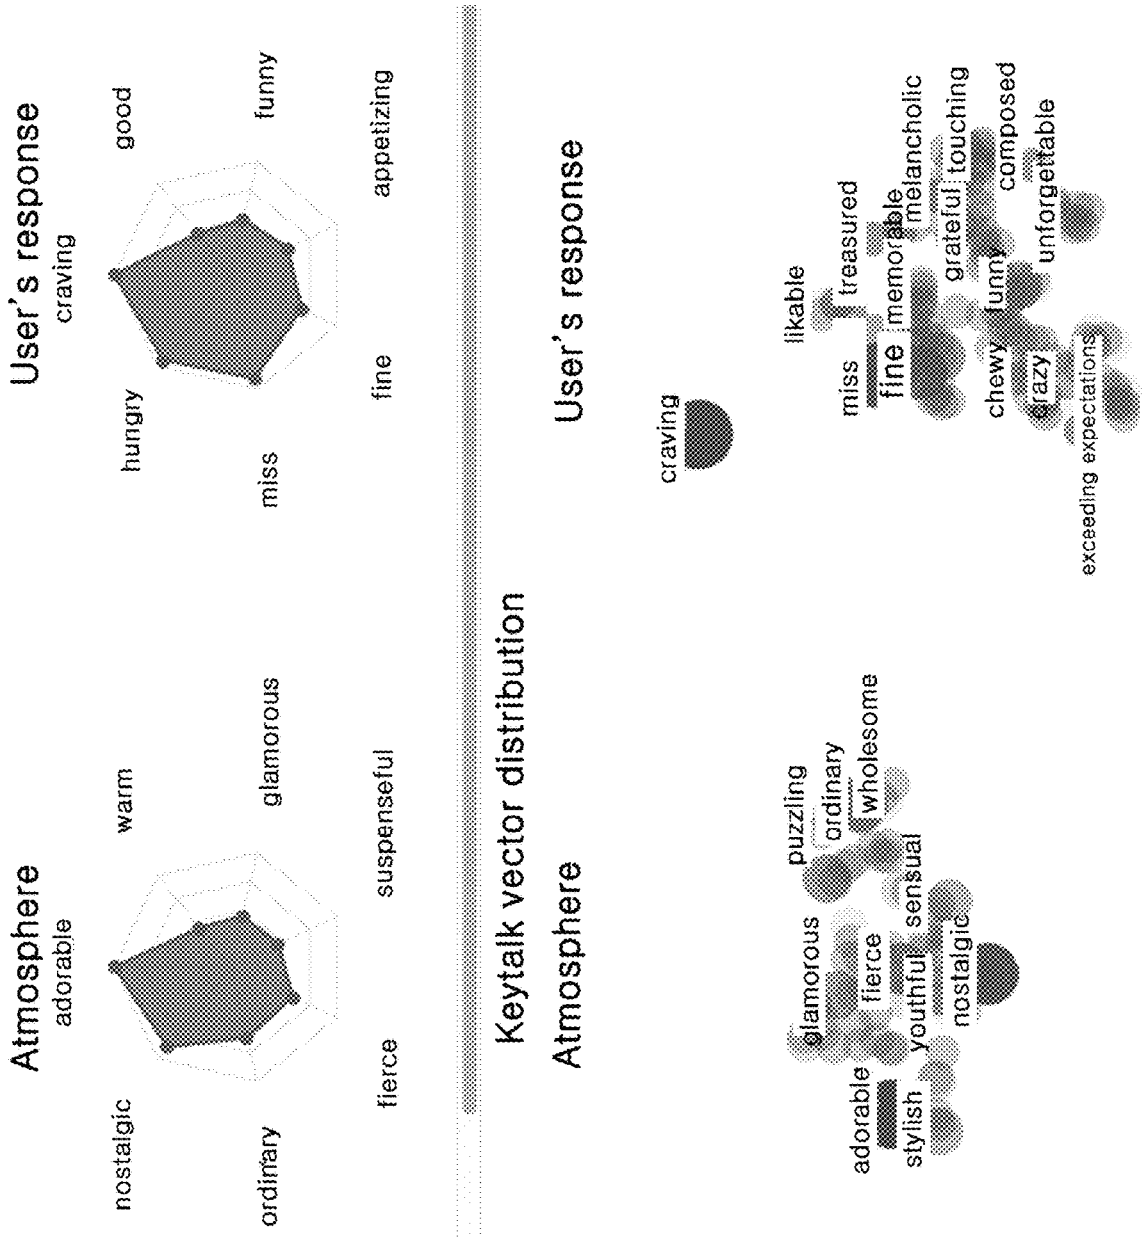 Atmosphere
adorable
nostalgic
warm
ordinary
glamorous
fierce
suspenseful
User's response
craving
hungry
good
miss
funny
fine
appetizing
Keytalk vector distribution
Atmosphere
glamorous
puzzling
ordinary
adorable
fierce
wholesome
stylish
youthful
sensual
nostalgic
User's response
craving
likable
miss
treasured
fine
memorable
melancholic
grateful
touching
chewy
funny
composed
crazy
unforgettable
exceeding expectations